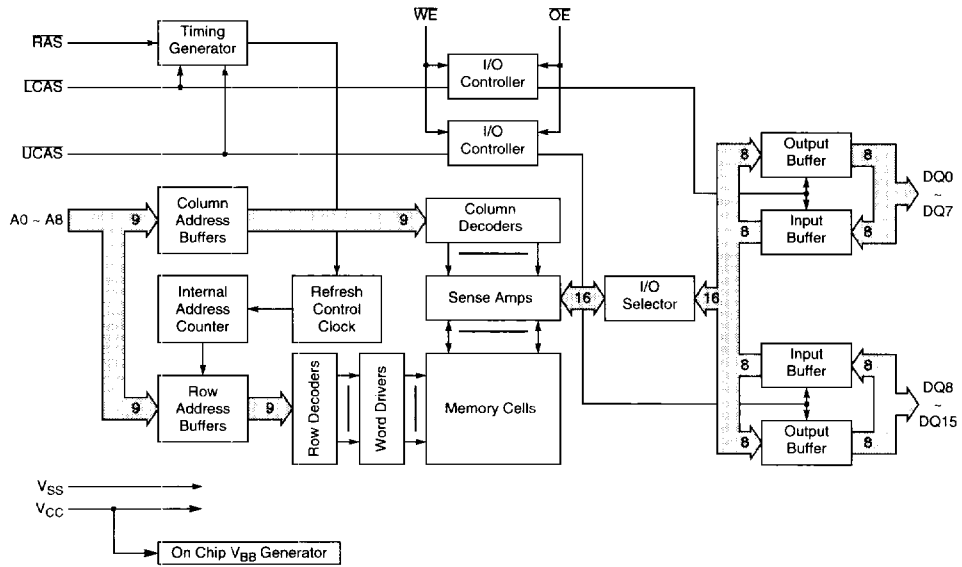 WE
OE
RAS
Timing
Generator
LCAS
I/O
Controller
UCAS
I/O
Controller
A0 ~ A8
9
Column
Address
Buffers
9
Column
Decoders
Internal
Address
Counter
Refresh
Control
Clock
Sense Amps
16
I/O
Selector
16
9
Row
Address
Buffers
9
Row Decoders
Word Drivers
Memory Cells
8
Output
Buffer
8
DQ0
~
DQ7
8
Input
Buffer
8
8
Input
Buffer
8
DQ8
~
DQ15
8
Output
Buffer
8
VSS
VCC
On Chip VBB Generator